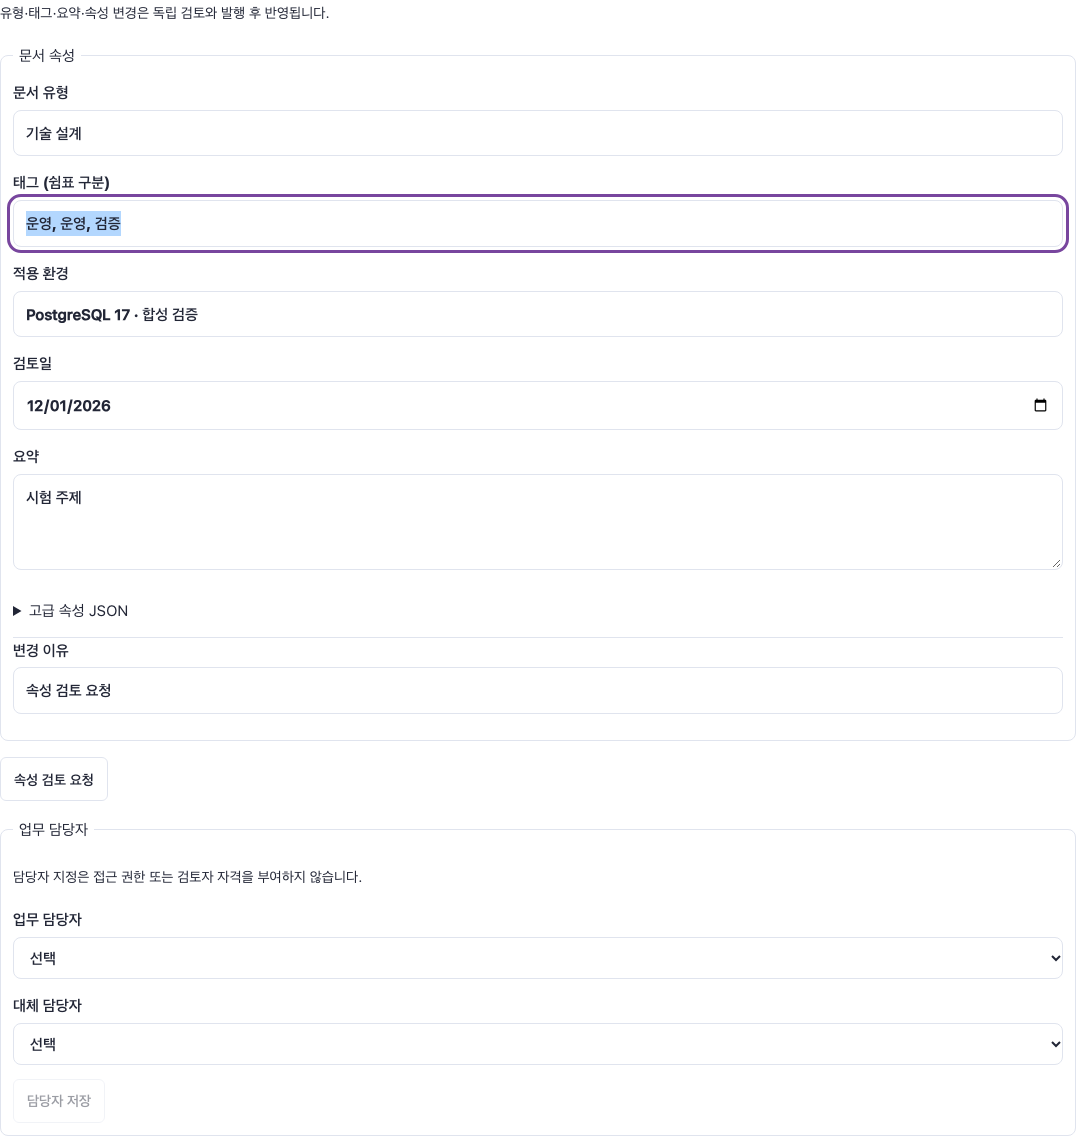 유형·태그·요약·속성 변경은 독립 검토와 발행 후 반영됩니다.
문서 속성
문서 유형
기술 설계
태그 (쉼표 구분)
운영, 운영, 검증
적용 환경
PostgreSQL 17 · 합성 검증
검토일
12/01/2026
요약
시험 주제
고급 속성 JSON
변경 이유
속성 검토 요청
속성 검토 요청
업무 담당자
담당자 지정은 접근 권한 또는 검토자 자격을 부여하지 않습니다.
업무 담당자
선택
대체 담당자
선택
담당자 저장